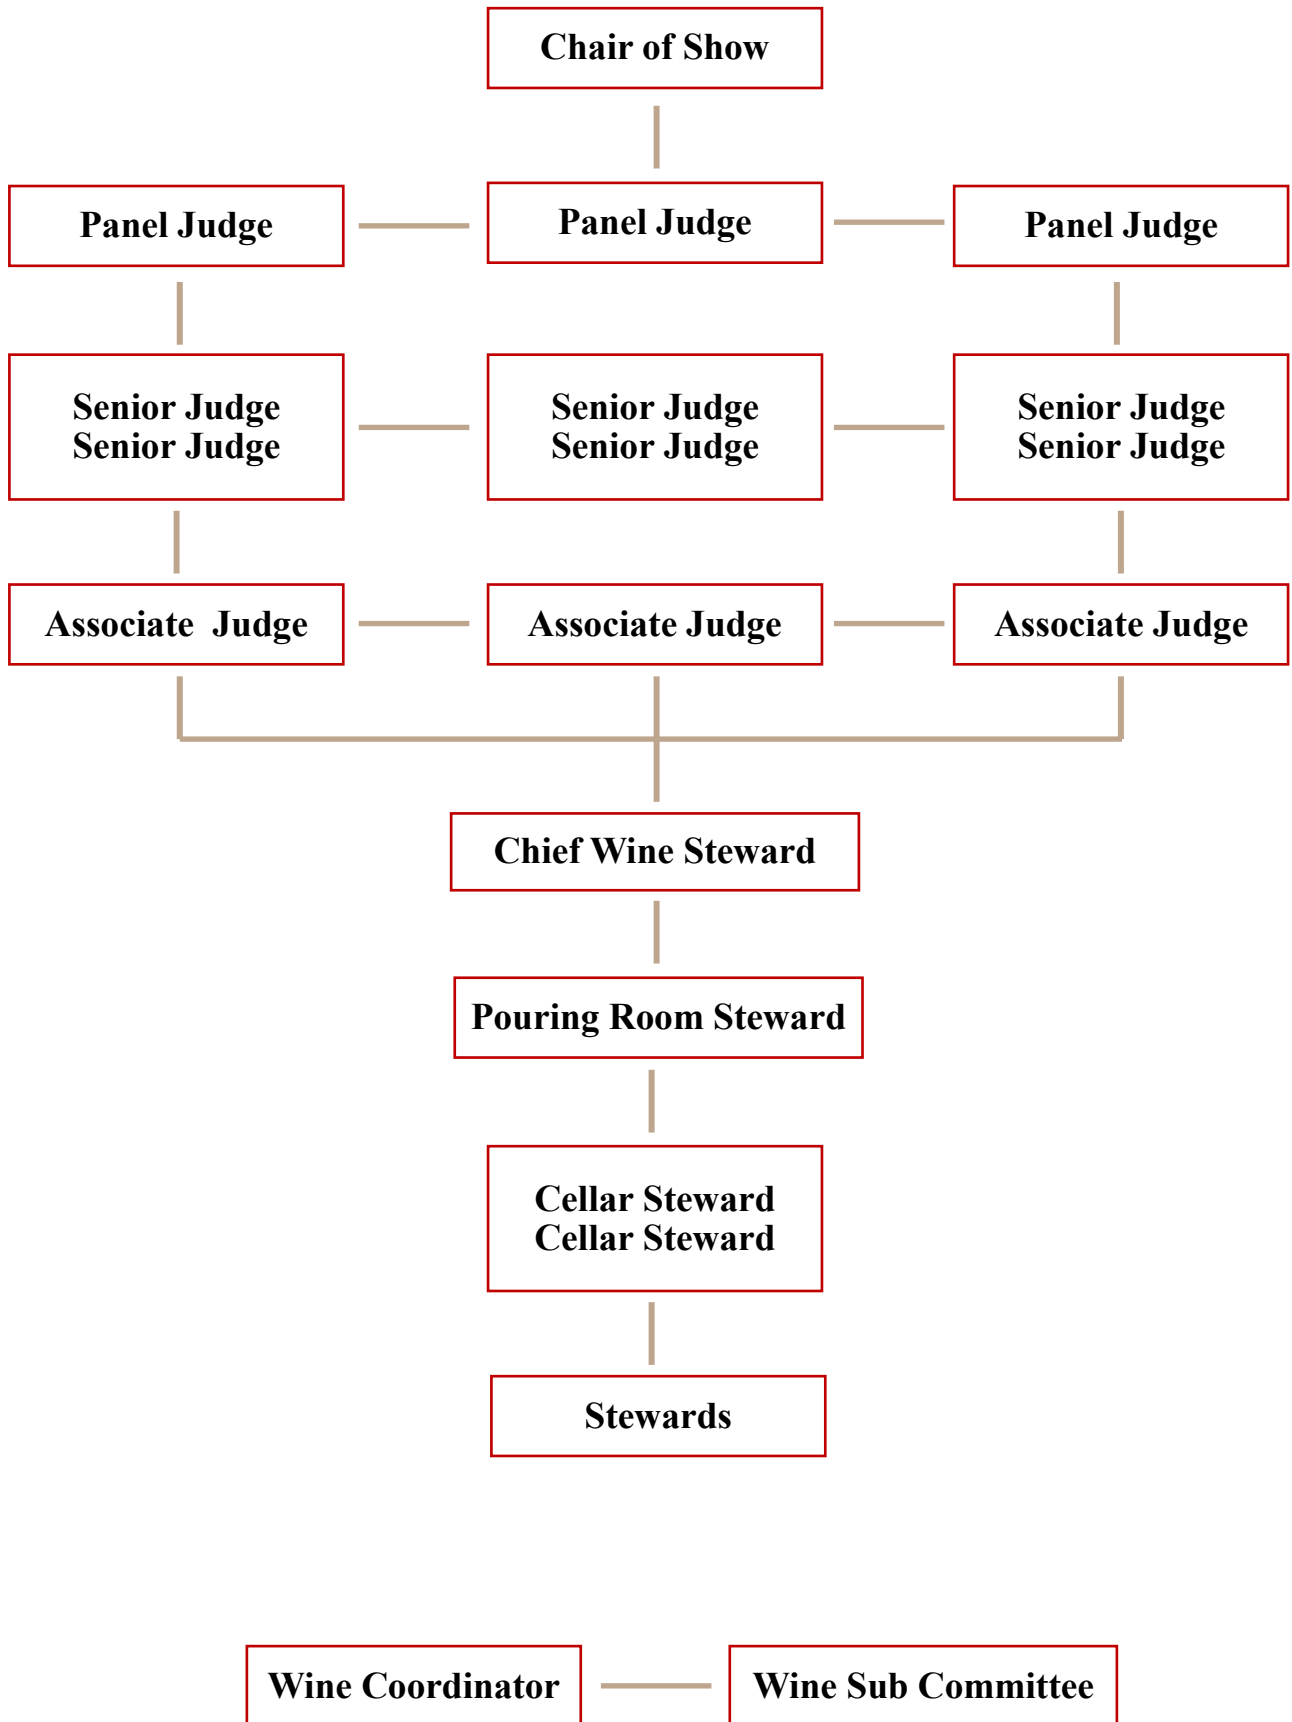 Chair of Show
Panel Judge
Panel Judge
Panel Judge
Senior Judge
Senior Judge
Senior Judge
Senior Judge
Senior Judge
Senior Judge
Associate  Judge
Associate Judge
Associate Judge
Chief Wine Steward
Pouring Room Steward
Cellar Steward
Cellar Steward
Stewards
Wine Coordinator
Wine Sub Committee